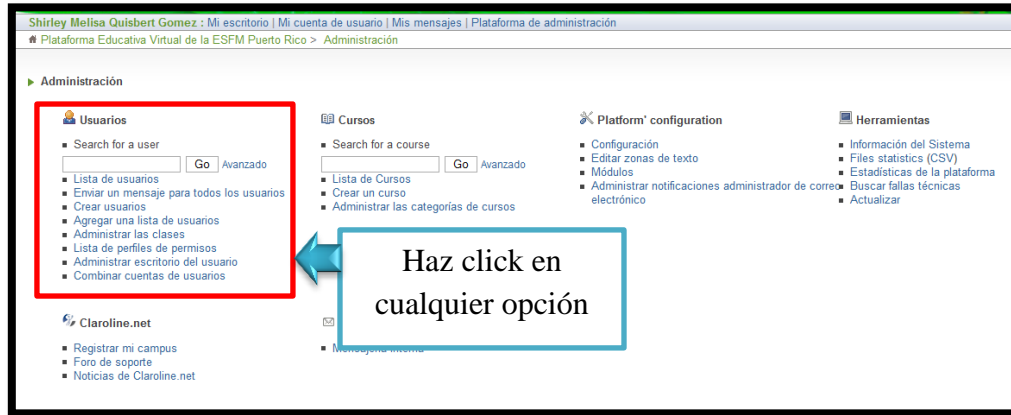 Shirley Melisa Quisbert Gomez : Mi escritorio | Mi cuenta de usuario | Mis mensajes | Plataforma de administración
Plataforma Educativa Virtual de la ESFM Puerto Rico > Administración
Administración
Usuarios
Search for a user
Go Avanzado
Lista de usuarios
Enviar un mensaje para todos los usuarios
Crear usuarios
Agregar una lista de usuarios
Administrar las clases
Lista de perfiles de permisos
Administrar escritorio del usuario
Combinar cuentas de usuarios
Cursos
Search for a course
Go Avanzado
Lista de Cursos
Crear un curso
Administrar las categorías de cursos
Platform' configuration
Configuración
Editar zonas de texto
Módulos
Administrar notificaciones administrador de correo
electrónico
Herramientas
Información del Sistema
Files statistics (CSV)
Estadísticas de la plataforma
Buscar fallas técnicas
Actualizar
Haz click en
cualquier opción
Claroline.net
Registrar mi campus
Foro de soporte
Noticias de Claroline.net